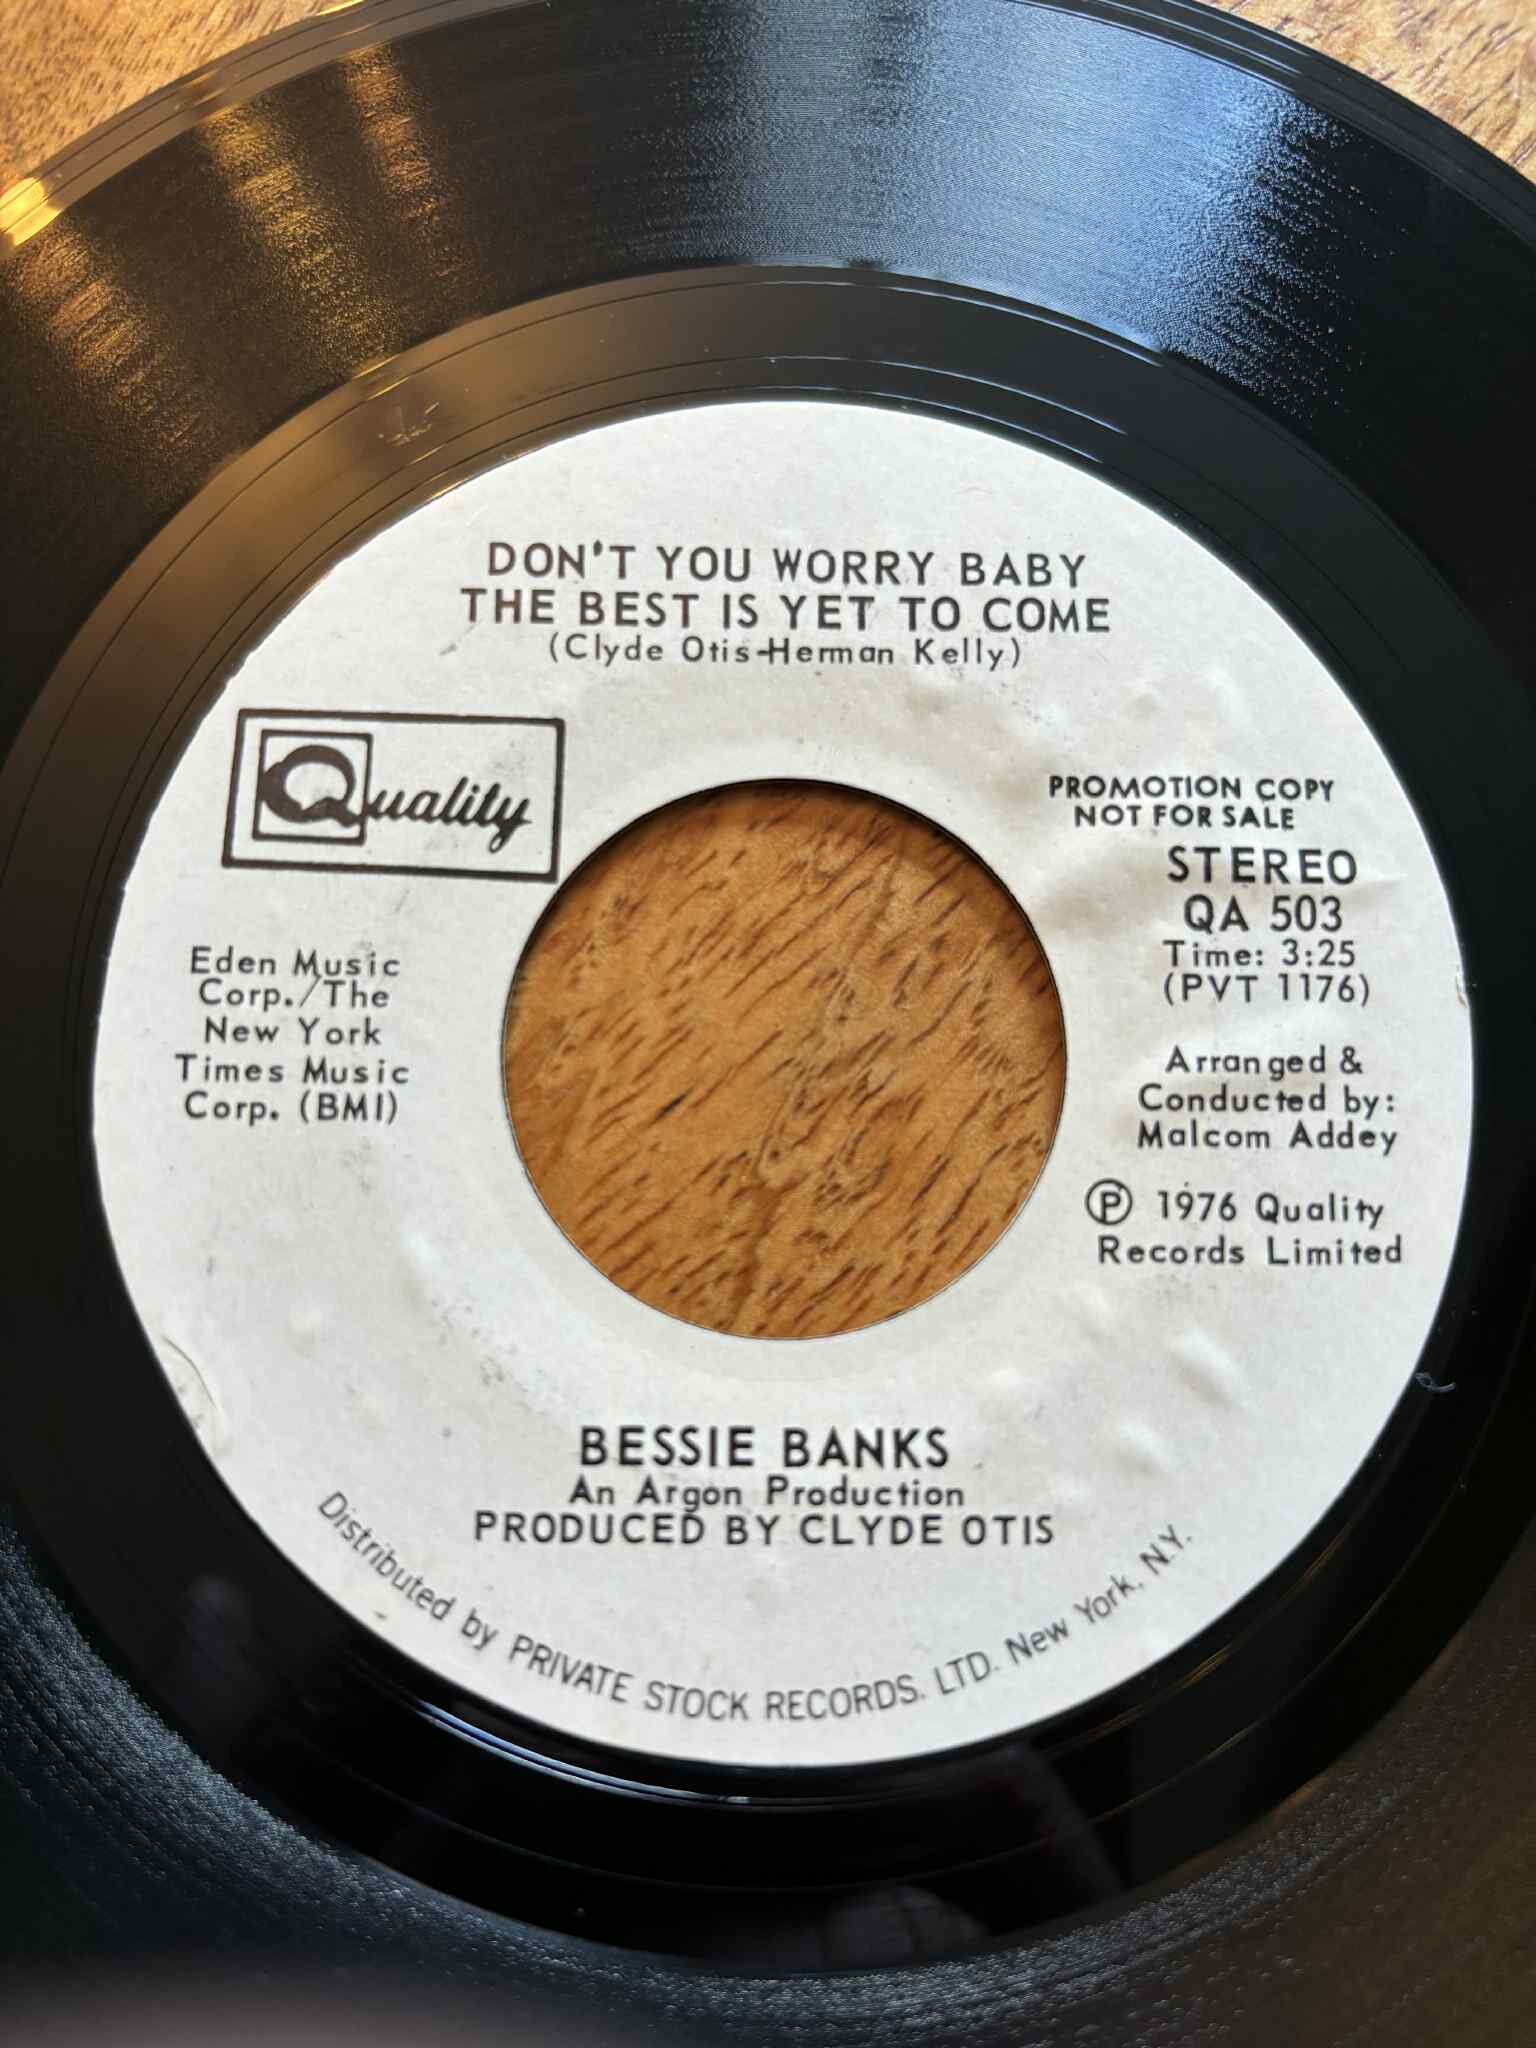 DON'T YOU WORRY BABY
THE BEST IS YET TO COME
(Clyde Otis-Herman Kelly)
Quality
PROMOTION COPY
NOT FOR SALE
STEREO
QA 503
Time: 3:25
(PVT 1176)
Eden Music
Corp./The
New York
Times Music
Corp. (BMI)
Arranged &
Conducted by:
Malcom Addey
Ⓟ 1976 Quality
Records Limited
BESSIE BANKS
An Argon Production
PRODUCED BY CLYDE OTIS
Distributed by PRIVATE STOCK RECORDS. LTD. New York, N.Y.